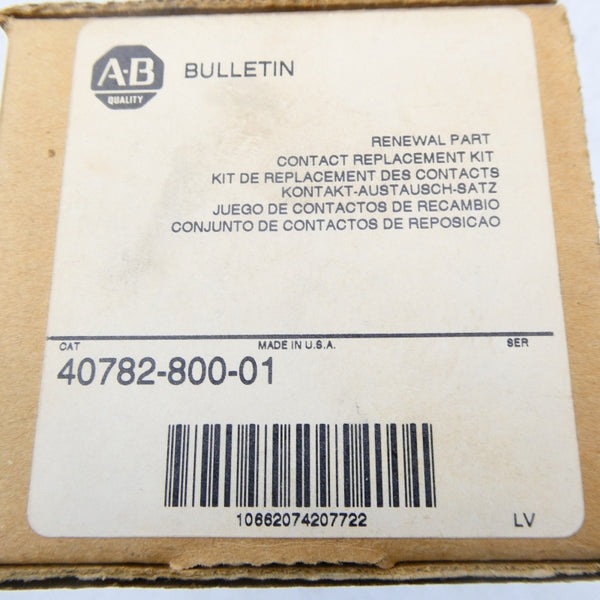 A·B
QUALITY
BULLETIN
RENEWAL PART
CONTACT REPLACEMENT KIT
KIT DE REPLACEMENT DES CONTACTS
KONTAKT-AUSTAUSCH-SATZ
JUEGO DE CONTACTOS DE RECAMBIO
CONJUNTO DE CONTACTOS DE REPOSICAO
CAT MADE IN U.S.A. SER
40782-800-01
10662074207722
LV